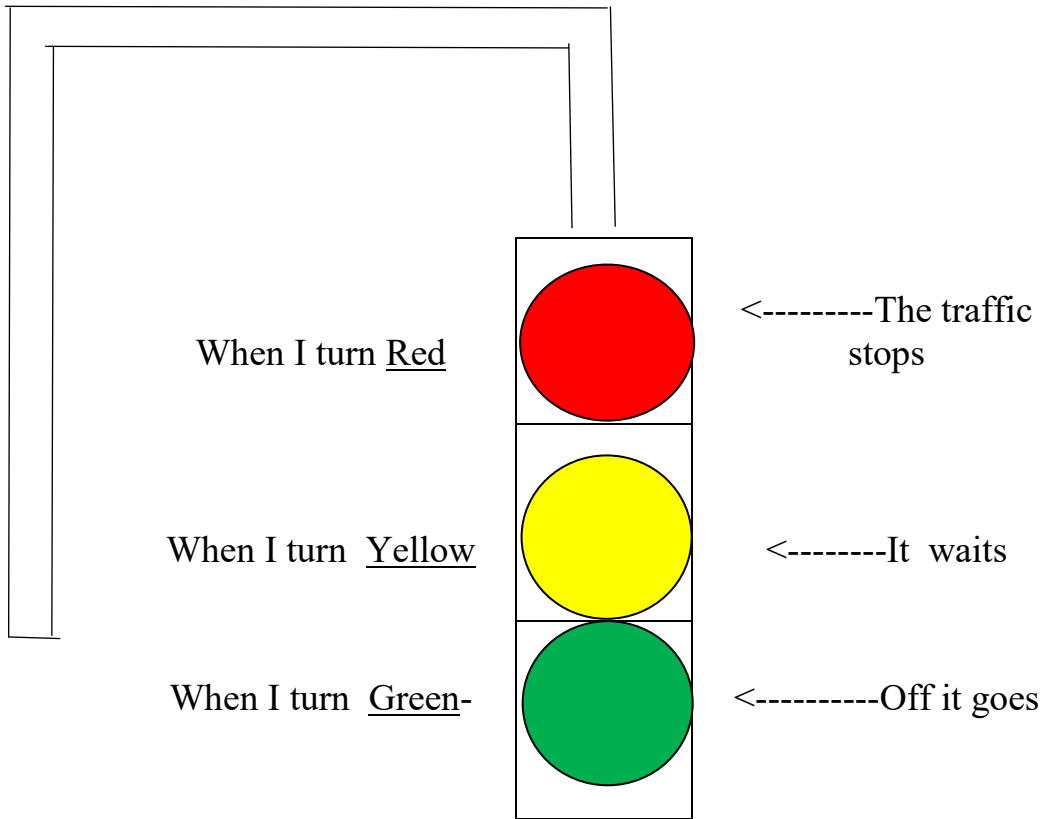 When I turn Red
<---------The traffic
stops
When I turn  Yellow
<--------It  waits
When I turn  Green-
<----------Off it goes